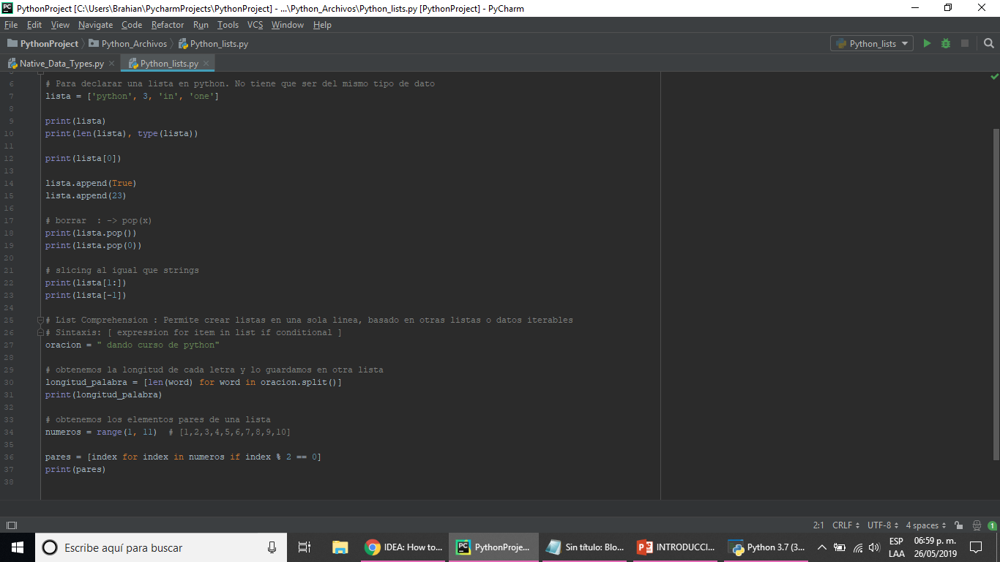 PythonProject [C:\Users\Brahian\PycharmProjects\PythonProject] - ...\Python_Archivos\Python_lists.py [PythonProject] - PyCharm
File Edit View Navigate Code Refactor Run Tools VCS Window Help
PythonProject Python_Archivos Python_lists.py Python_lists
Native_Data_Types.py Python_lists.py
6 # Para declarar una lista en python. No tiene que ser del mismo tipo de dato
7 lista = ['python', 3, 'in', 'one']
8
9 print(lista)
10 print(len(lista), type(lista))
11
12 print(lista[0])
13
14 lista.append(True)
15 lista.append(23)
16
17 # borrar  : -> pop(x)
18 print(lista.pop())
19 print(lista.pop(0))
20
21 # slicing al igual que strings
22 print(lista[1:])
23 print(lista[-1])
24
25 # List Comprehension : Permite crear listas en una sola linea, basado en otras listas o datos iterables
26 # Sintaxis: [ expression for item in list if conditional ]
27 oracion = " dando curso de python"
28
29 # obtenemos la longitud de cada letra y lo guardamos en otra lista
30 longitud_palabra = [len(word) for word in oracion.split()]
31 print(longitud_palabra)
32
33 # obtenemos los elementos pares de una lista
34 numeros = range(1, 11)  # [1,2,3,4,5,6,7,8,9,10]
35
36 pares = [index for index in numeros if index % 2 == 0]
37 print(pares)
38
2:1 CRLF UTF-8 4 spaces 1
Escribe aquí para buscar IDEA: How to... PythonProje... Sin título: Blo... INTRODUCCI... Python 3.7 (3... ESP 06:59 p. m.
LAA 26/05/2019